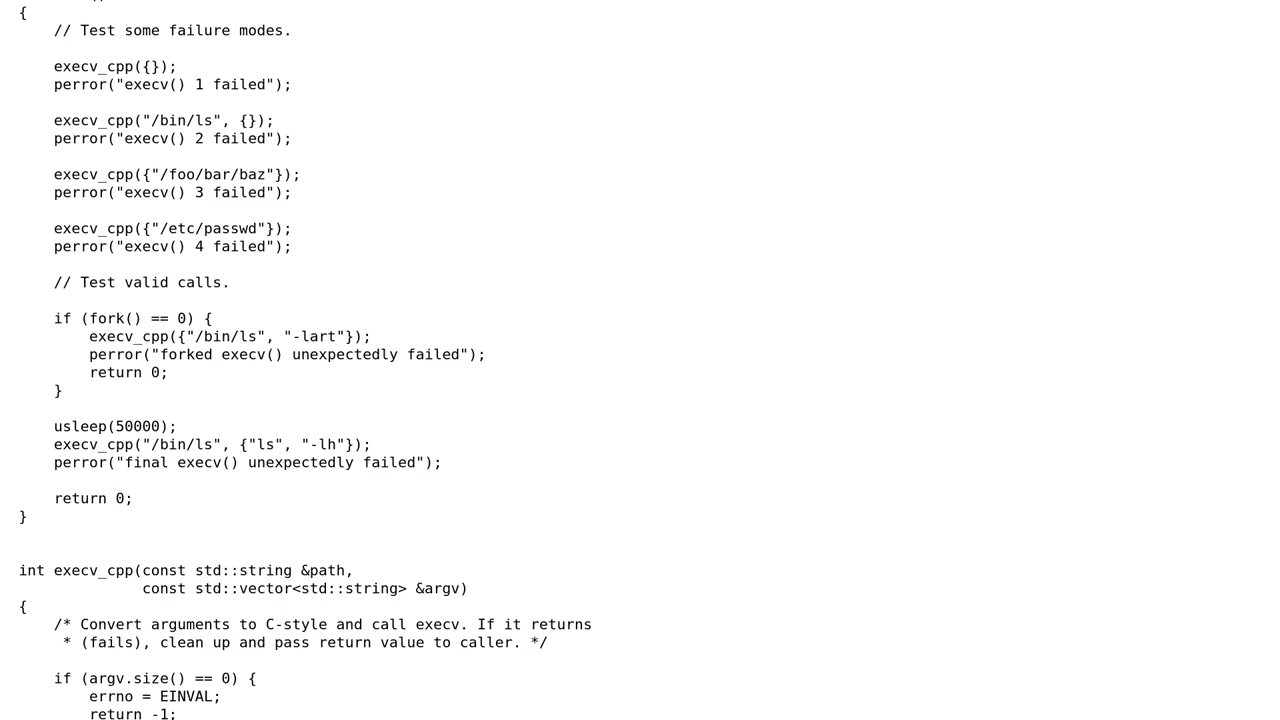 {
    // Test some failure modes.

    execv_cpp({});
    perror("execv() 1 failed");

    execv_cpp("/bin/ls", {});
    perror("execv() 2 failed");

    execv_cpp({"/foo/bar/baz"});
    perror("execv() 3 failed");

    execv_cpp({"/etc/passwd"});
    perror("execv() 4 failed");

    // Test valid calls.

    if (fork() == 0) {
        execv_cpp({"/bin/ls", "-lart"});
        perror("forked execv() unexpectedly failed");
        return 0;
    }

    usleep(50000);
    execv_cpp("/bin/ls", {"ls", "-lh"});
    perror("final execv() unexpectedly failed");

    return 0;
}


int execv_cpp(const std::string &path,
              const std::vector<std::string> &argv)
{
    /* Convert arguments to C-style and call execv. If it returns
     * (fails), clean up and pass return value to caller. */

    if (argv.size() == 0) {
        errno = EINVAL;
        return -1;